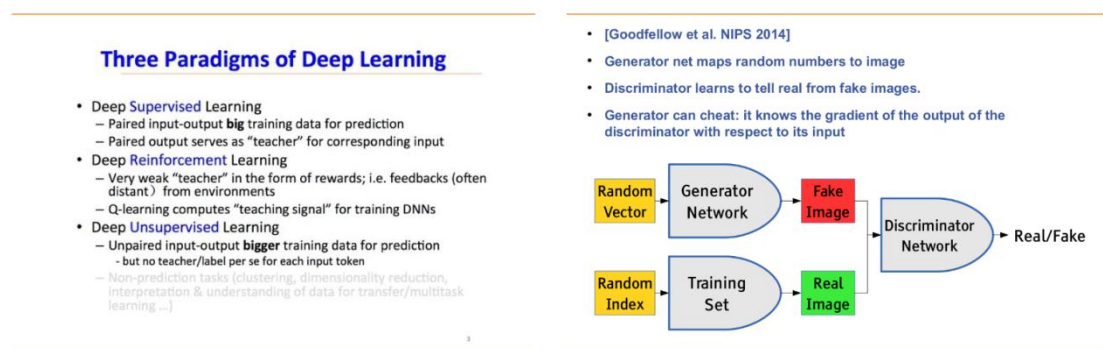 Three Paradigms of Deep Learning
• Deep Supervised Learning
– Paired input-output big training data for prediction
– Paired output serves as “teacher” for corresponding input
• Deep Reinforcement Learning
– Very weak “teacher” in the form of rewards; i.e. feedbacks (often
distant） from environments
– Q-learning computes “teaching signal” for training DNNs
• Deep Unsupervised Learning
– Unpaired input-output bigger training data for prediction
- but no teacher/label per se for each input token
– Non-prediction tasks (clustering, dimensionality reduction,
interpretation & understanding of data for transfer/multitask
learning ...)
3
• [Goodfellow et al. NIPS 2014]
• Generator net maps random numbers to image
• Discriminator learns to tell real from fake images.
• Generator can cheat: it knows the gradient of the output of the
discriminator with respect to its input
Random
Vector
Generator
Network
Fake
Image
Discriminator
Network
Real/Fake
Random
Index
Training
Set
Real
Image